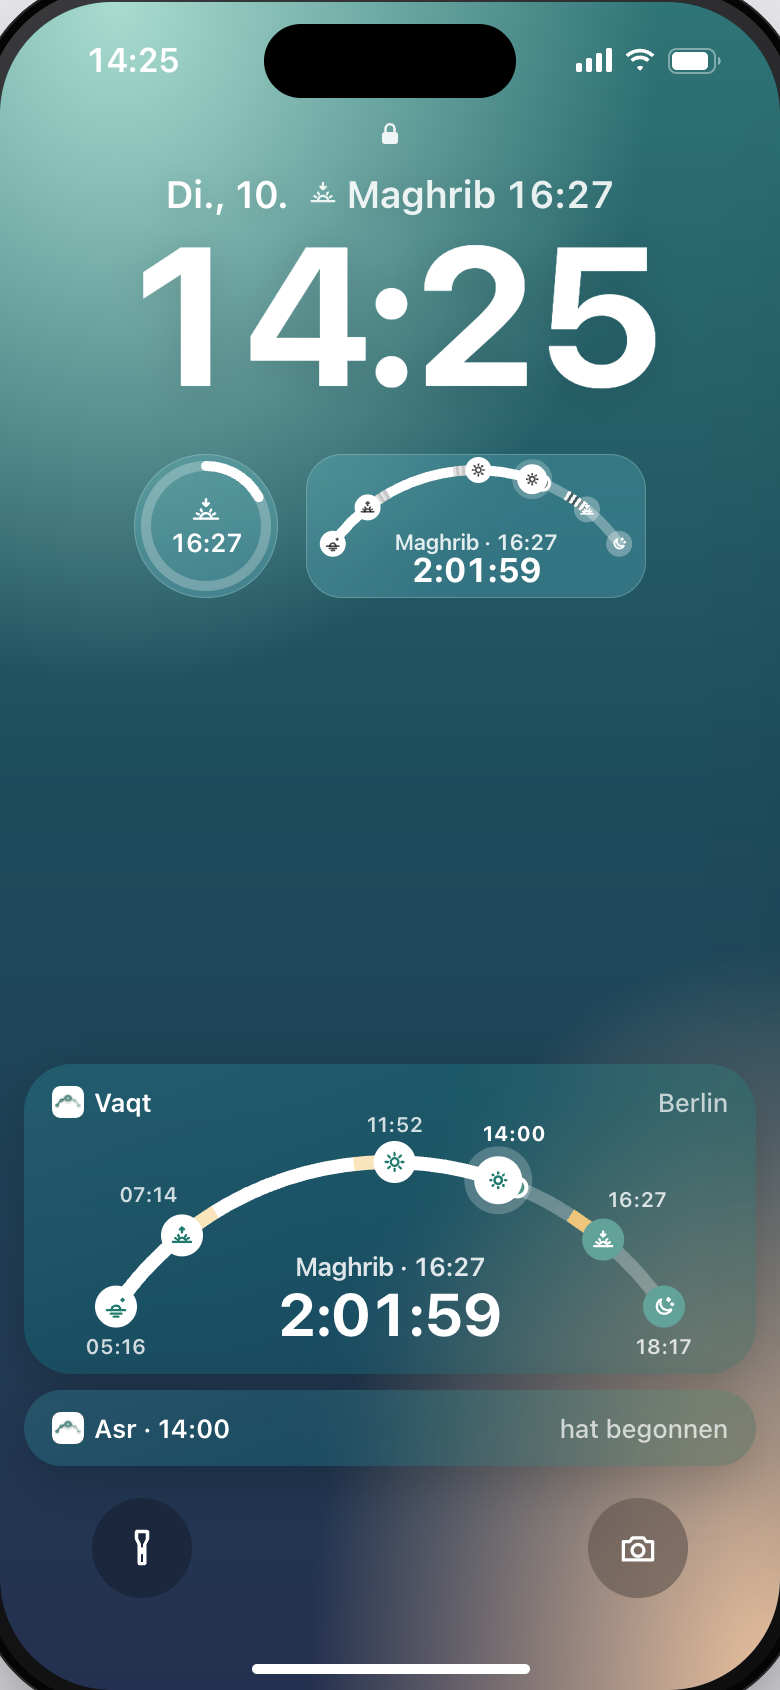 14:25
Di., 10. Maghrib 16:27
14:25
16:27
Maghrib · 16:27
2:01:59
Vaqt
Berlin
11:52
14:00
07:14
16:27
Maghrib · 16:27
2:01:59
05:16
18:17
Asr · 14:00
hat begonnen